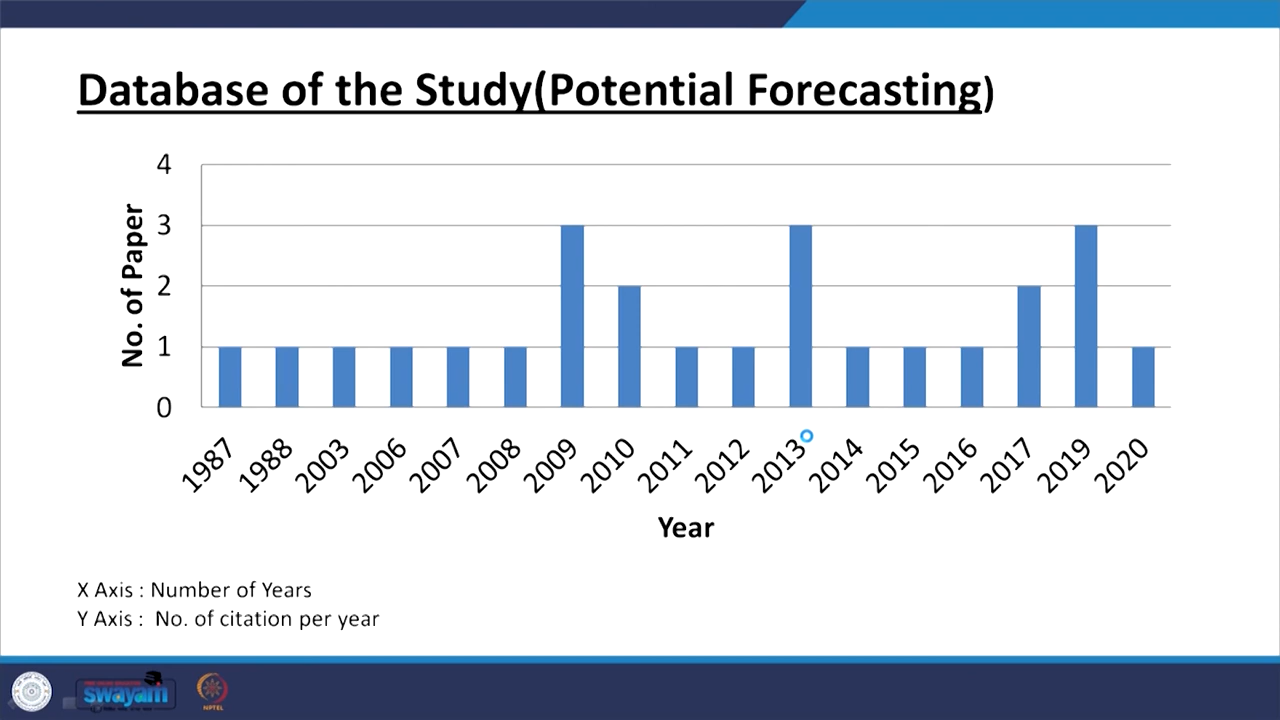 Database of the Study(Potential Forecasting)
4
3
2
1
0
No. of Paper
1987 1988 2003 2006 2007 2008 2009 2010 2011 2012 2013 2014 2015 2016 2017 2019 2020
Year
X Axis : Number of Years
Y Axis : No. of citation per year
swayam
NPTEL